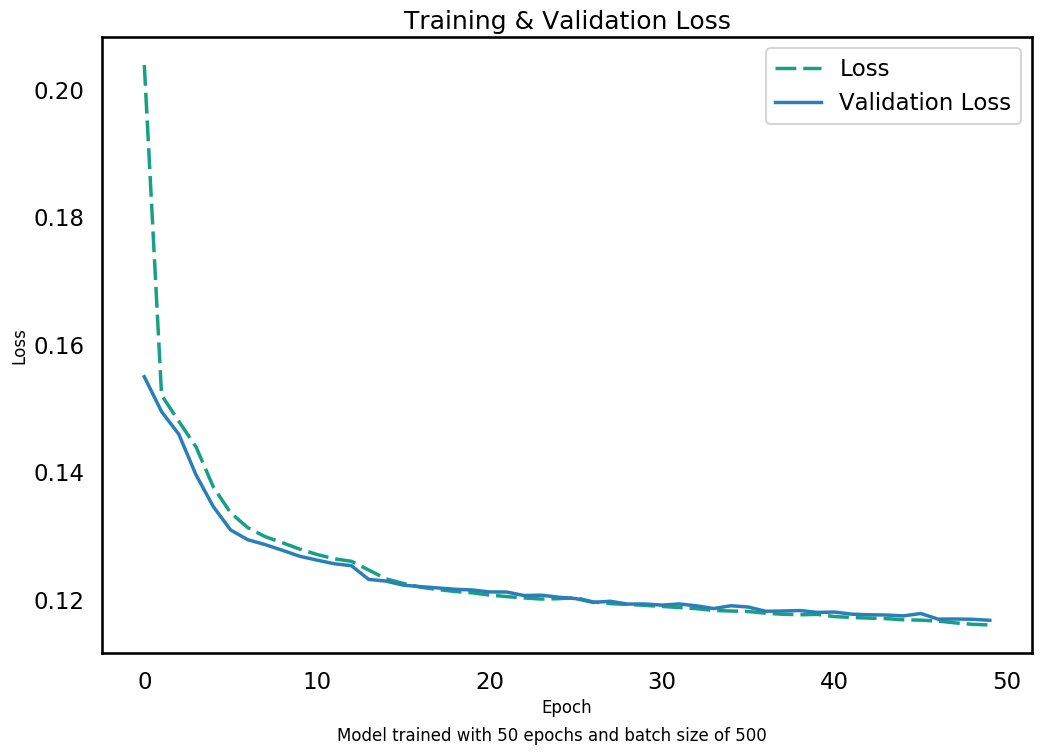 Training & Validation Loss
Loss
Validation Loss
0.20
0.18
0.16
0.14
0.12
Loss
0 10 20 30 40 50
Epoch
Model trained with 50 epochs and batch size of 500